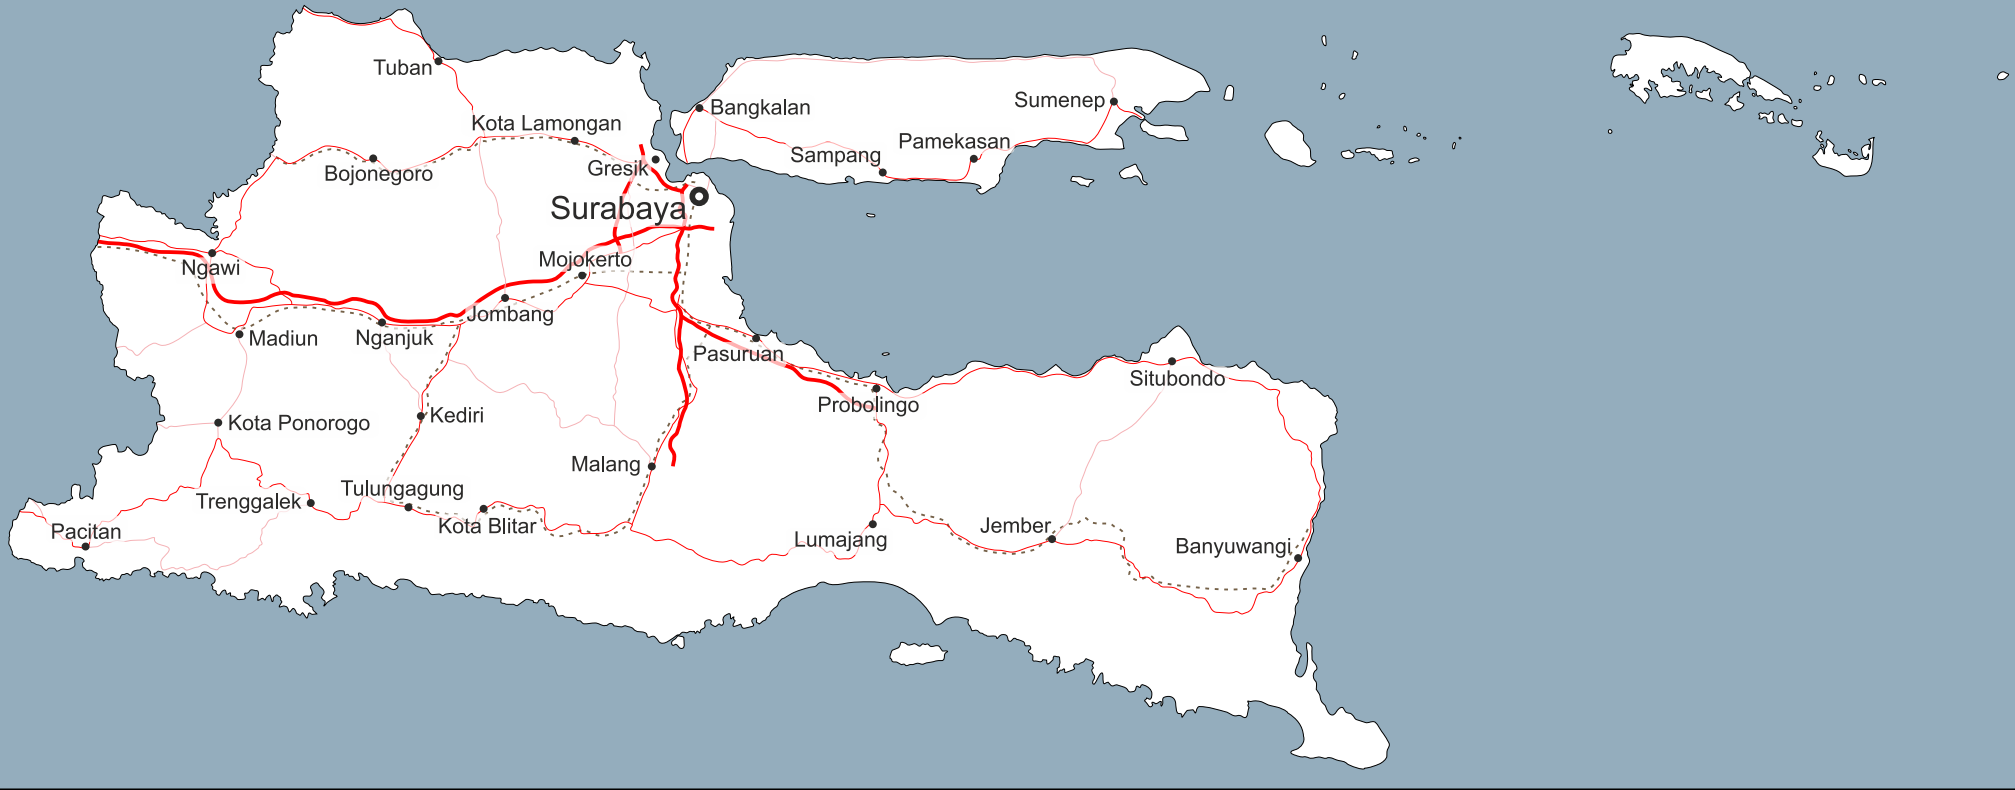 Tuban
Bangkalan
Sumenep
Kota Lamongan
Pamekasan
Sampang
Gresik
Bojonegoro
Surabaya
Mojokerto
Ngawi
Jombang
Madiun
Nganjuk
Pasuruan
Situbondo
Probolingo
Kediri
Kota Ponorogo
Malang
Tulungagung
Trenggalek
Kota Blitar
Jember
Pacitan
Lumajang
Banyuwangi